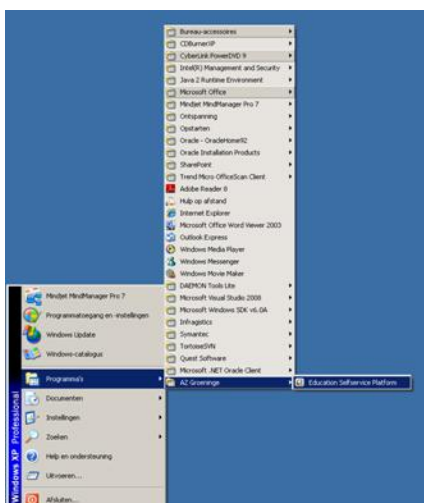 Bureau-accessoires
CDBurnerXP
CyberLink PowerDVD 9
Intel(R) Management and Security
Java 2 Runtime Environment
Microsoft Office
Mindjet MindManager Pro 7
Ontspanning
Opstarten
Oracle - OracleHome92
Oracle Installation Products
SharePoint
Trend Micro OfficeScan Client
Adobe Reader 8
Hulp op afstand
Internet Explorer
Microsoft Office Word Viewer 2003
Outlook Express
Windows Media Player
Windows Messenger
Windows Movie Maker
DAEMON Tools Lite
Microsoft Visual Studio 2008
Microsoft Windows SDK v6.0A
Infragistics
Symantec
TortoiseSVN
Quest Software
Microsoft .NET Oracle Client
AZ Groeninge
Education Selfservice Platform
Mindjet MindManager Pro 7
Programmatoegang en -instellingen
Windows Update
Windows-catalogus
Programma's
Documenten
Instellingen
Zoeken
Help en ondersteuning
Uitvoeren...
Afsluiten...
Windows XP Professional